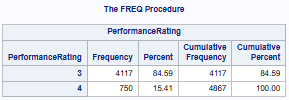 The FREQ Procedure
PerformanceRating
PerformanceRating Frequency Percent Cumulative Frequency Cumulative Percent
3 4117 84.59 4117 84.59
4 750 15.41 4867 100.00